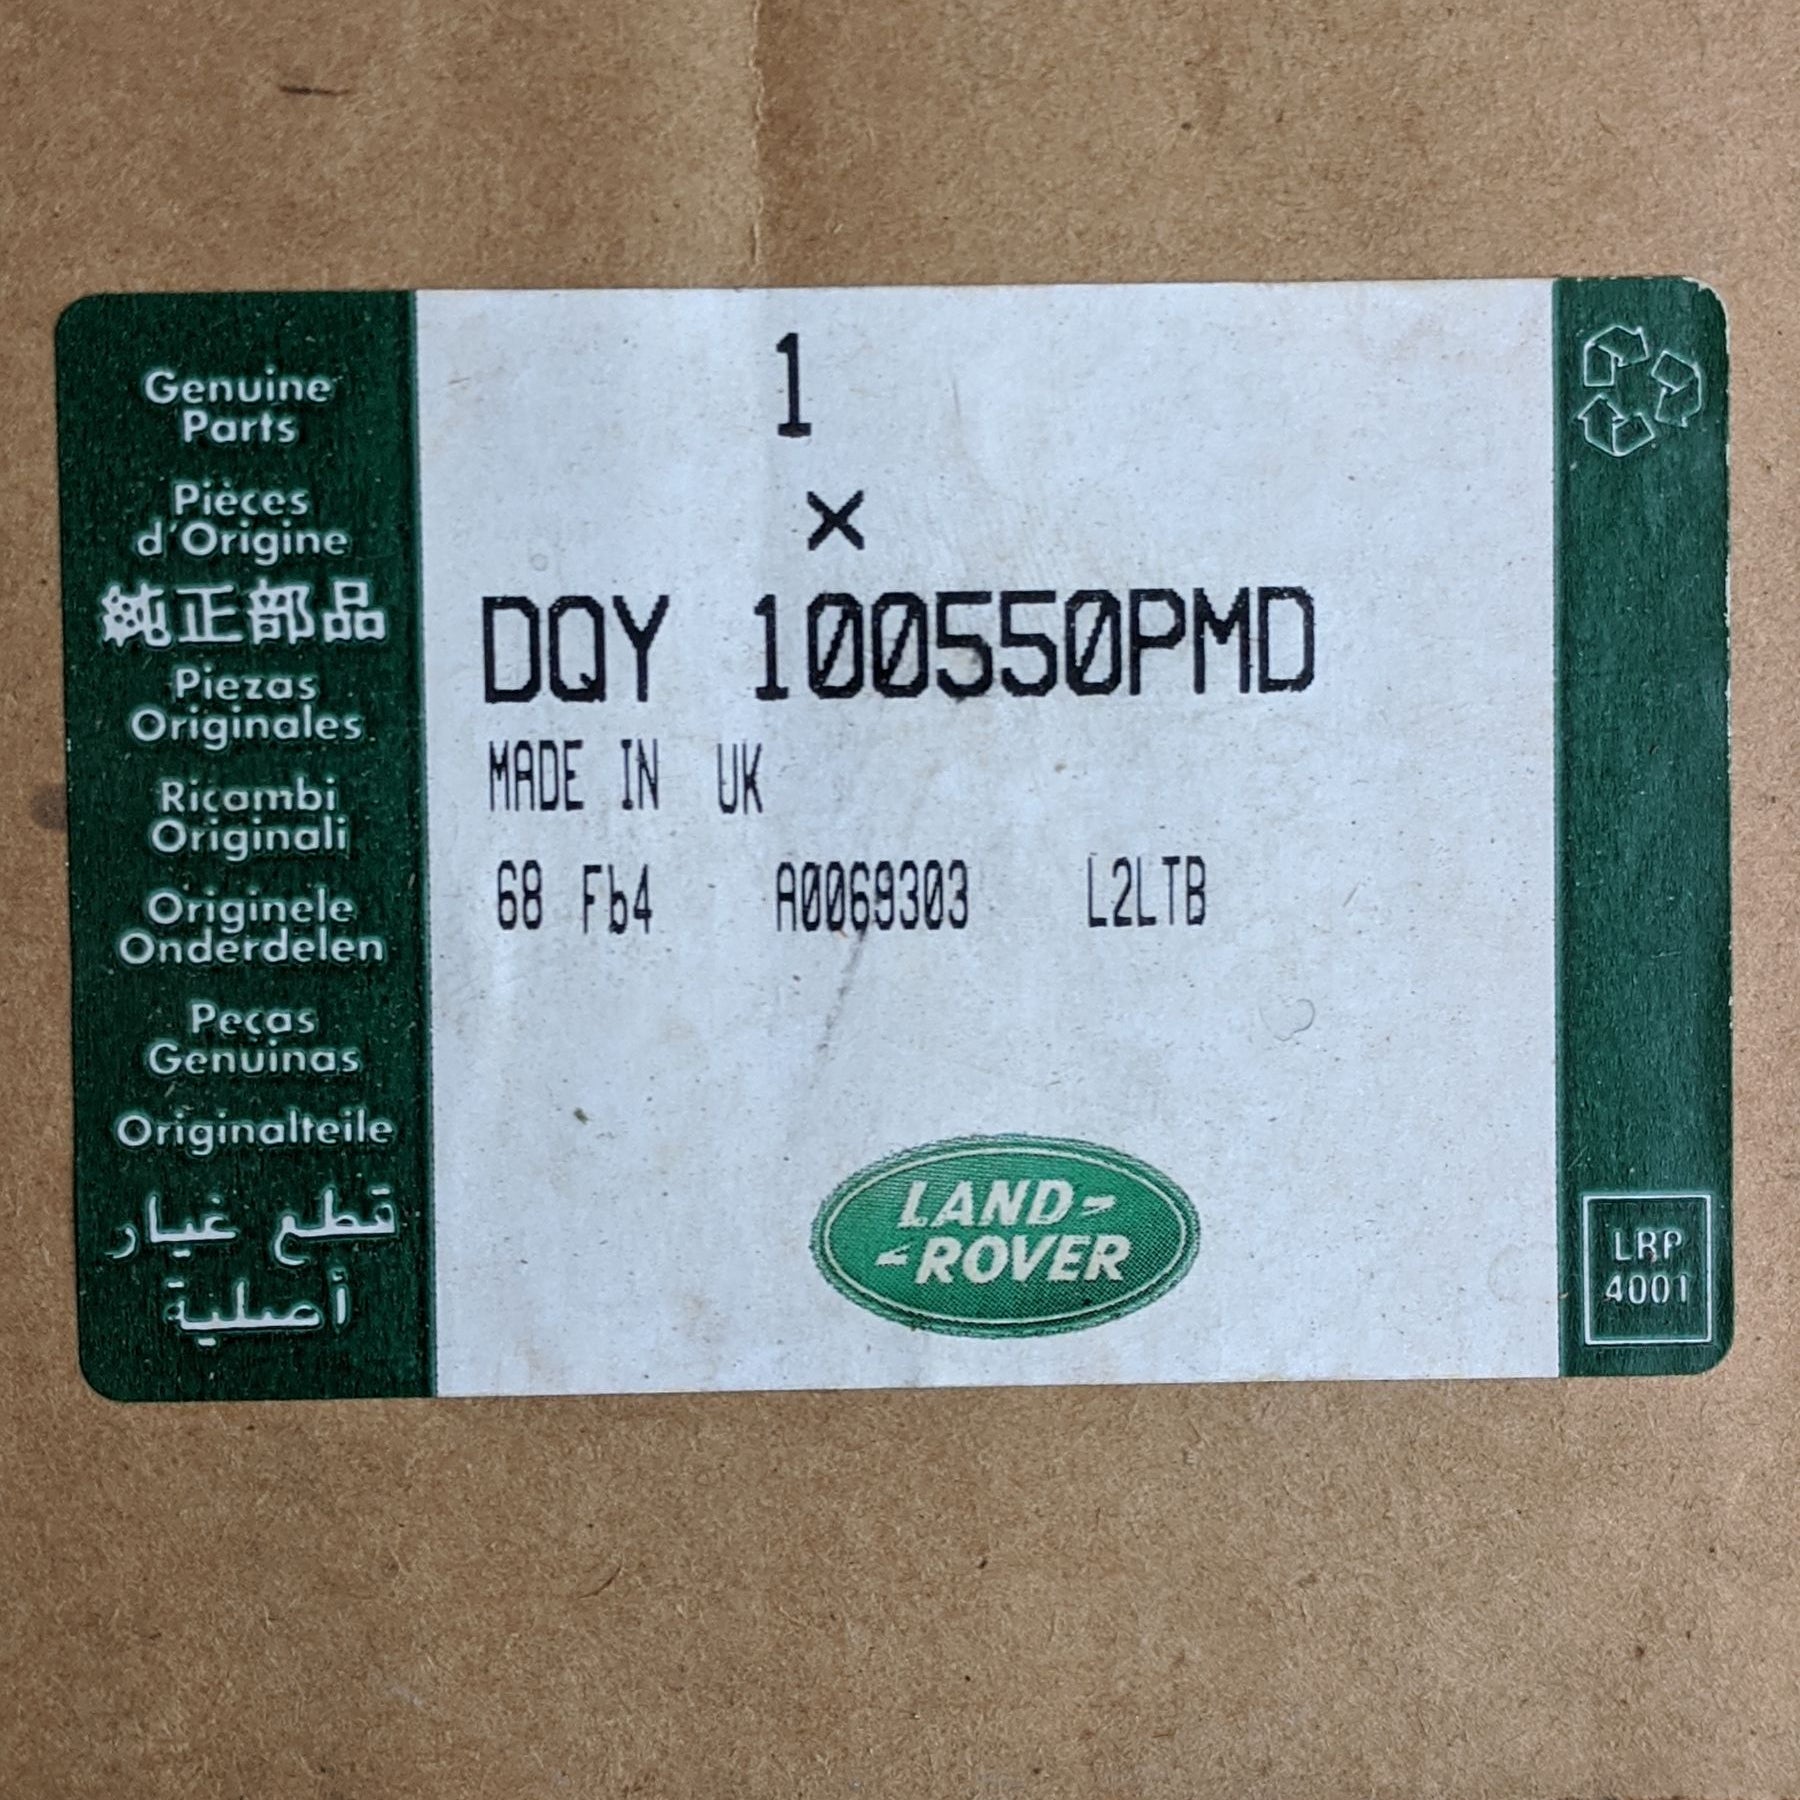 Genuine
Parts
Pièces
d'Origine
純正部品
Piezas
Originales
Ricambi
Originali
Originele
Onderdelen
Peças
Genuinas
Originalteile
قطع غيار
أصلية
1
×
DQY 100550PMD
MADE IN UK
68 Fb4 A0069303 L2LTB
LAND-
-ROVER
LRP
4001